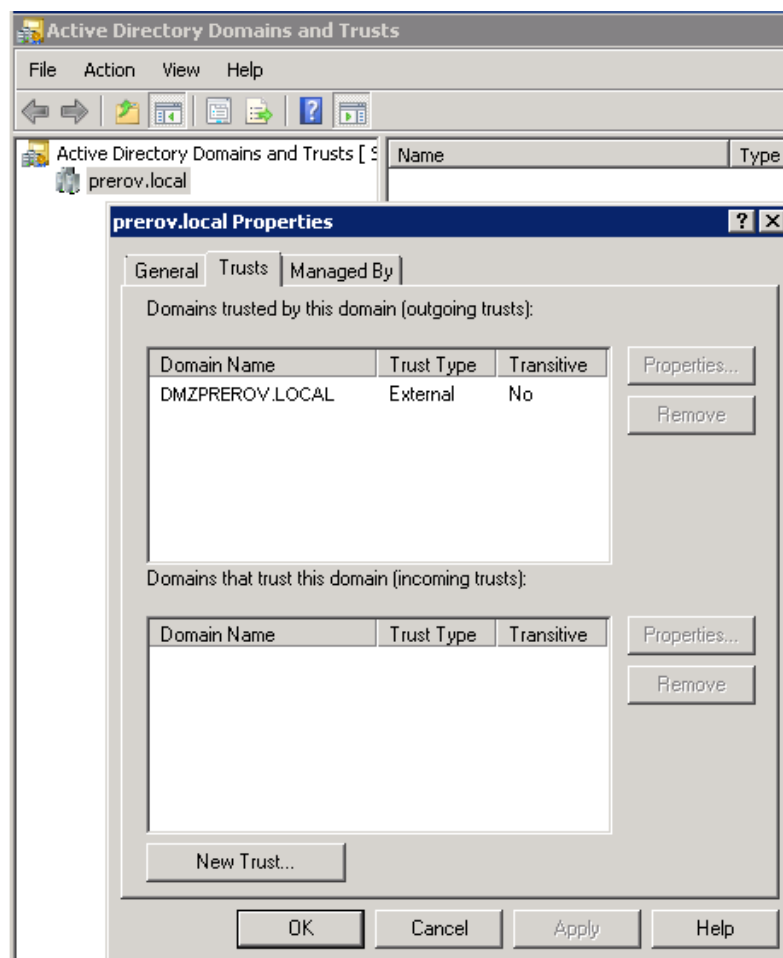 Active Directory Domains and Trusts
File Action View Help
Active Directory Domains and Trusts [
Name Type
prerov.local
prerov.local Properties
General Trusts Managed By
Domains trusted by this domain (outgoing trusts):
Domain Name Trust Type Transitive
DMZPREROV.LOCAL External No
Properties...
Remove
Domains that trust this domain (incoming trusts):
Domain Name Trust Type Transitive
Properties...
Remove
New Trust...
OK Cancel Apply Help